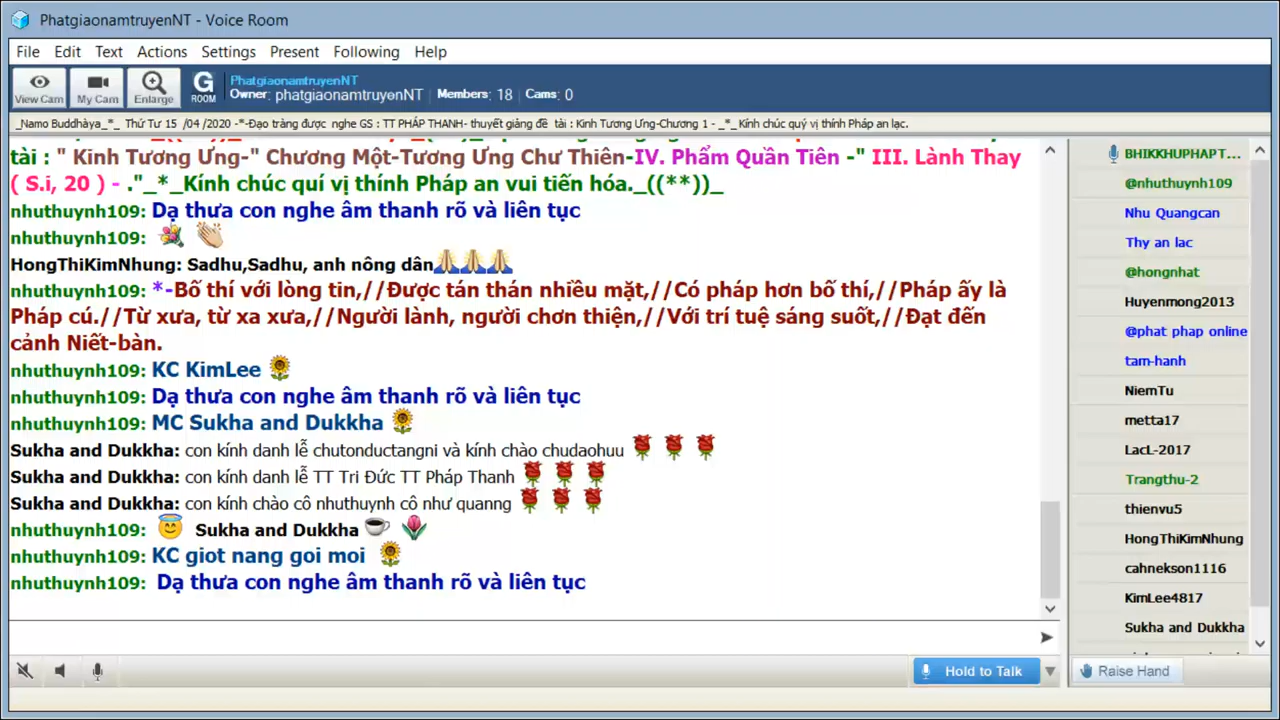 PhatgiaonamtruyenNT - Voice Room
File Edit Text Actions Settings Present Following Help
View Cam My Cam Enlarge G ROOM
PhatgiaonamtruyenNT
Owner: phatgiaonamtruyenNT Members: 18 Cams: 0
_Namo Buddhàya_*_ Thứ Tư 15 /04 /2020 -*-Đạo tràng được nghe GS : TT PHÁP THANH- thuyết giảng đề tài : Kinh Tương Ưng-Chương 1 - _*_ Kính chúc quý vị thính Pháp an lạc.
tài : " Kinh Tương Ưng-" Chương Một-Tương Ưng Chư Thiên-IV. Phẩm Quần Tiên -" III. Lành Thay
( S.i, 20 ) - ."_*_Kính chúc quí vị thính Pháp an vui tiến hóa._((**))_
nhuthuynh109: Dạ thưa con nghe âm thanh rõ và liên tục
nhuthuynh109: 💐 👏🏼
HongThiKimNhung: Sadhu,Sadhu, anh nông dân🙏🏼🙏🏼🙏🏼
nhuthuynh109: *-Bố thí với lòng tin,//Được tán thán nhiều mặt,//Có pháp hơn bố thí,//Pháp ấy là
Pháp cú.//Từ xưa, từ xa xưa,//Người lành, người chơn thiện,//Với trí tuệ sáng suốt,//Đạt đến
cảnh Niết-bàn.
nhuthuynh109: KC KimLee 🌻
nhuthuynh109: Dạ thưa con nghe âm thanh rõ và liên tục
nhuthuynh109: MC Sukha and Dukkha 🌻
Sukha and Dukkha: con kính danh lễ chutonductangni và kính chào chudaohuu 🌹 🌹 🌹
Sukha and Dukkha: con kính danh lễ TT Tri Đức TT Pháp Thanh 🌹 🌹 🌹
Sukha and Dukkha: con kính chào cô nhuthuynh cô như quanng 🌹 🌹 🌹
nhuthuynh109: 😇 Sukha and Dukkha ☕ 🌷
nhuthuynh109: KC giot nang goi moi 🌻
nhuthuynh109: Dạ thưa con nghe âm thanh rõ và liên tục
BHIKKHUPHAPT...
@nhuthuynh109
Nhu Quangcan
Thy an lac
@hongnhat
Huyenmong2013
@phat phap online
tam-hanh
NiemTu
metta17
LacL-2017
Trangthu-2
thienvu5
HongThiKimNhung
cahnekson1116
KimLee4817
Sukha and Dukkha
Hold to Talk
Raise Hand